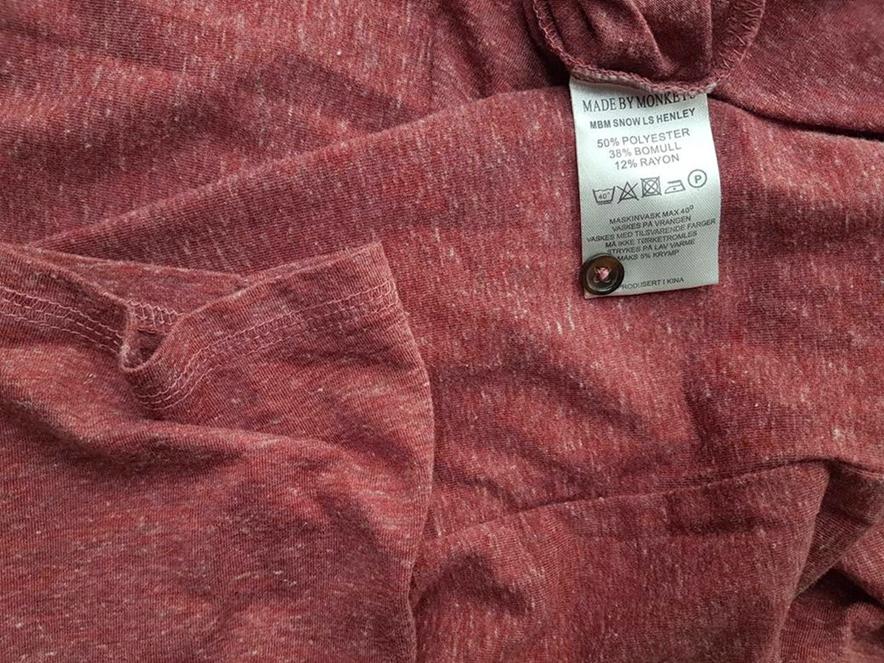 MADE BY MONKEYS
MBM SNOW LS HENLEY
50% POLYESTER
38% BOMULL
12% RAYON
40°
P
MASKINVASK MAX 40°
VASKES PÅ VRANGEN
VASKES MED TILSVARENDE FARGER
MÅ IKKE TØRKETROMLES
STRYKES PÅ LAV VARME
MAKS 5% KRYMP
PRODUSERT I KINA